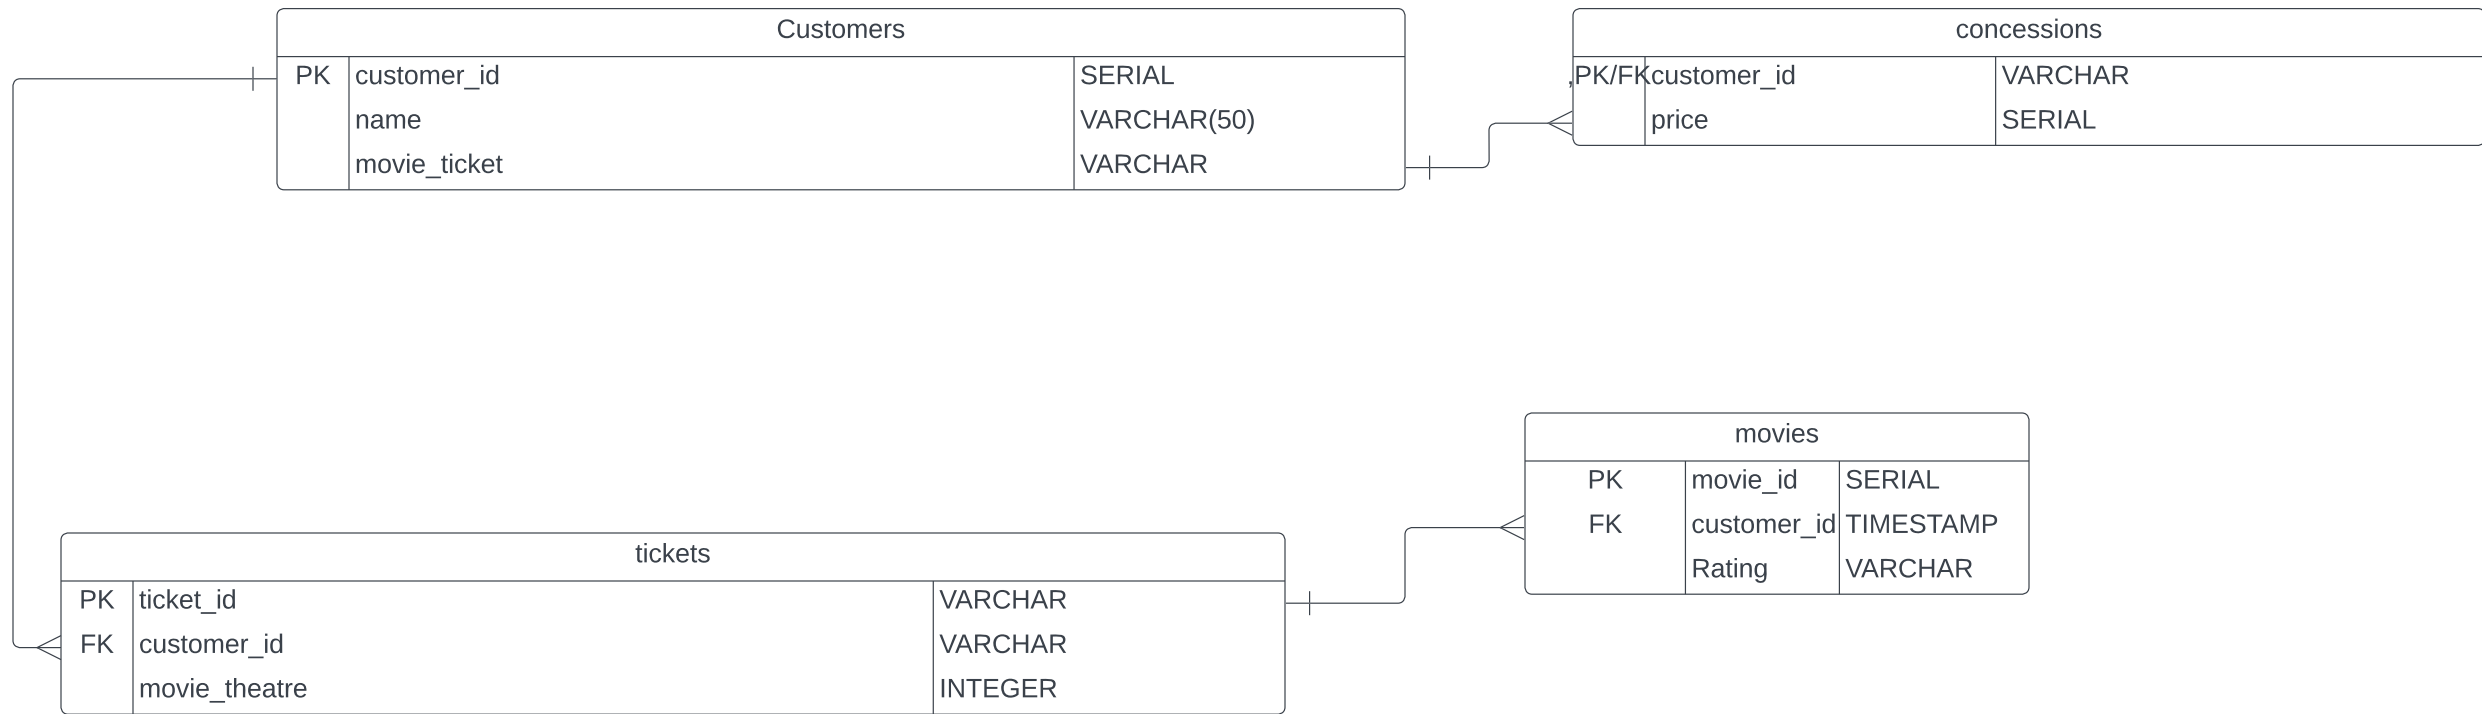 Customers
PK customer_id SERIAL
name VARCHAR(50)
movie_ticket VARCHAR
concessions
,PK/FK customer_id VARCHAR
price SERIAL
movies
PK movie_id SERIAL
FK customer_id TIMESTAMP
Rating VARCHAR
tickets
PK ticket_id VARCHAR
FK customer_id VARCHAR
movie_theatre INTEGER